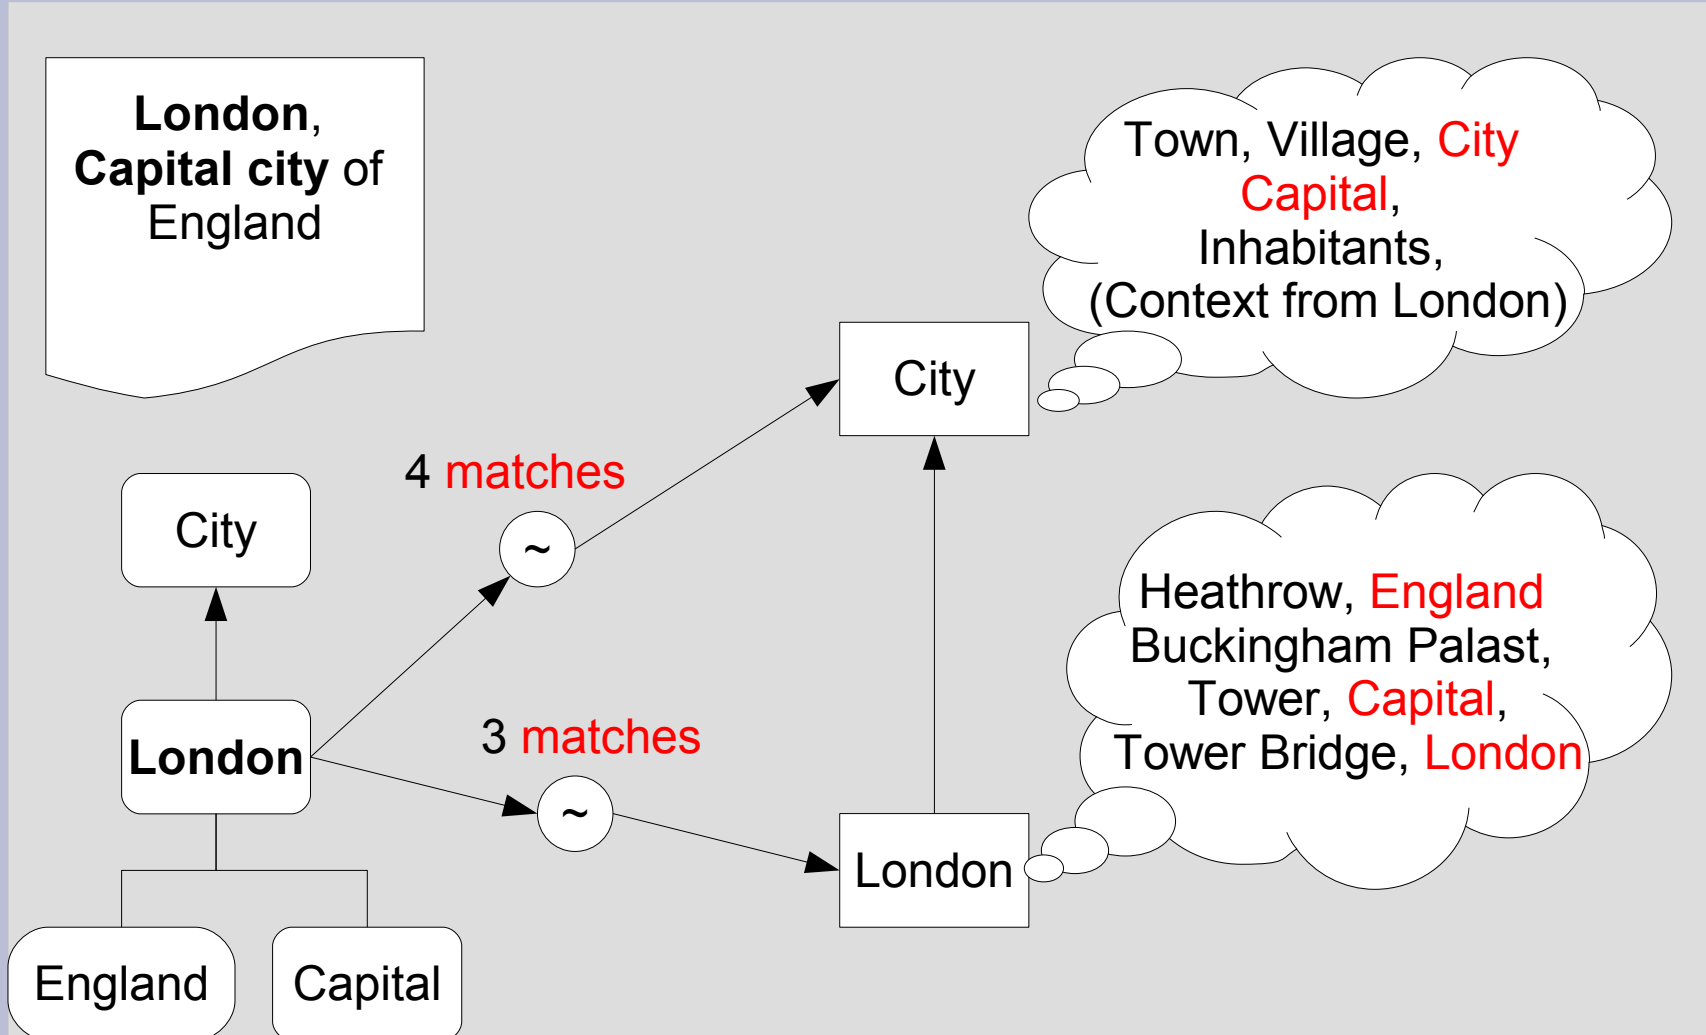 London,
Capital city of
England
Town, Village, City
Capital,
Inhabitants,
(Context from London)
City
4 matches
City
~
Heathrow, England
Buckingham Palast,
Tower, Capital,
Tower Bridge, London
3 matches
London
~
London
England
Capital